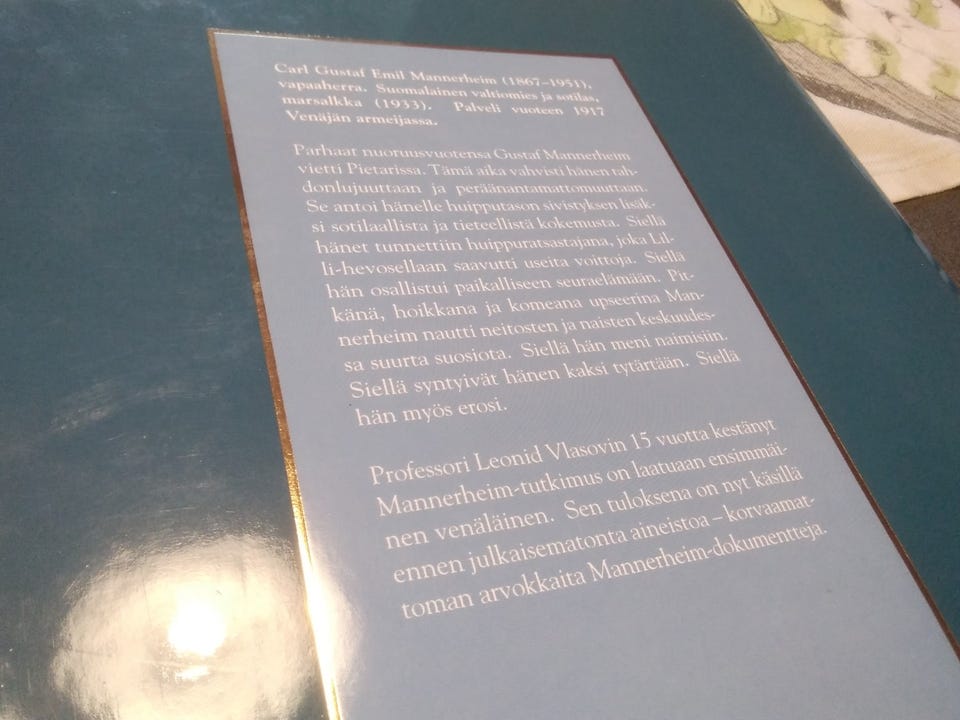 Carl Gustaf Emil Mannerheim (1867–1951),
vapaaherra. Suomalainen valtiomies ja sotilas,
marsalkka (1933). Palveli vuoteen 1917
Venäjän armeijassa.
Parhaat nuoruusvuotensa Gustaf Mannerheim
vietti Pietarissa. Tämä aika vahvisti hänen tah-
donlujuuttaan ja peräänantamattomuuttaan.
Se antoi hänelle huipputason sivistyksen lisäk-
si sotilaallista ja tieteellistä kokemusta. Siellä
hänet tunnettiin huippuratsastajana, joka Lil-
li-hevosellaan saavutti useita voittoja. Siellä
hän osallistui paikalliseen seuraelämään. Pit-
känä, hoikkana ja komeana upseerina Man-
nerheim nautti neitosten ja naisten keskuudes-
sa suurta suosiota. Siellä hän meni naimisiin.
Siellä syntyivät hänen kaksi tytärtään. Siellä
hän myös erosi.
Professori Leonid Vlasovin 15 vuotta kestänyt
Mannerheim-tutkimus on laatuaan ensimmäi-
nen venäläinen. Sen tuloksena on nyt käsillä
ennen julkaisematonta aineistoa – korvaamat-
toman arvokkaita Mannerheim-dokumentteja.